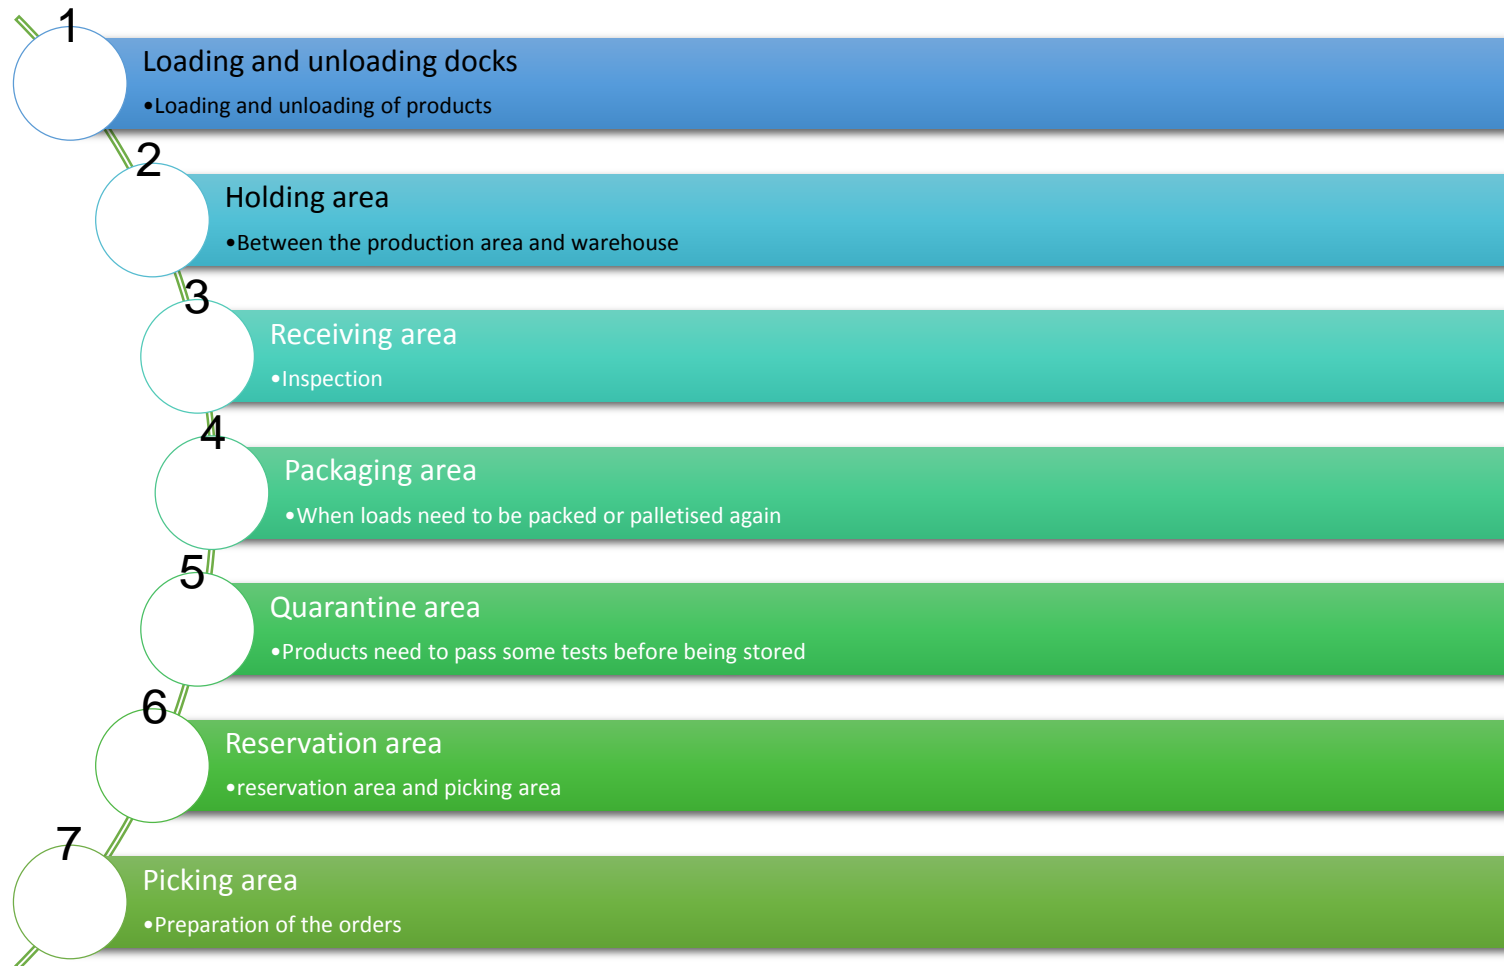 1
Loading and unloading docks
•Loading and unloading of products
2
Holding area
•Between the production area and warehouse
3
Receiving area
•Inspection
4
Packaging area
•When loads need to be packed or palletised again
5
Quarantine area
•Products need to pass some tests before being stored
6
Reservation area
•reservation area and picking area
7
Picking area
•Preparation of the orders